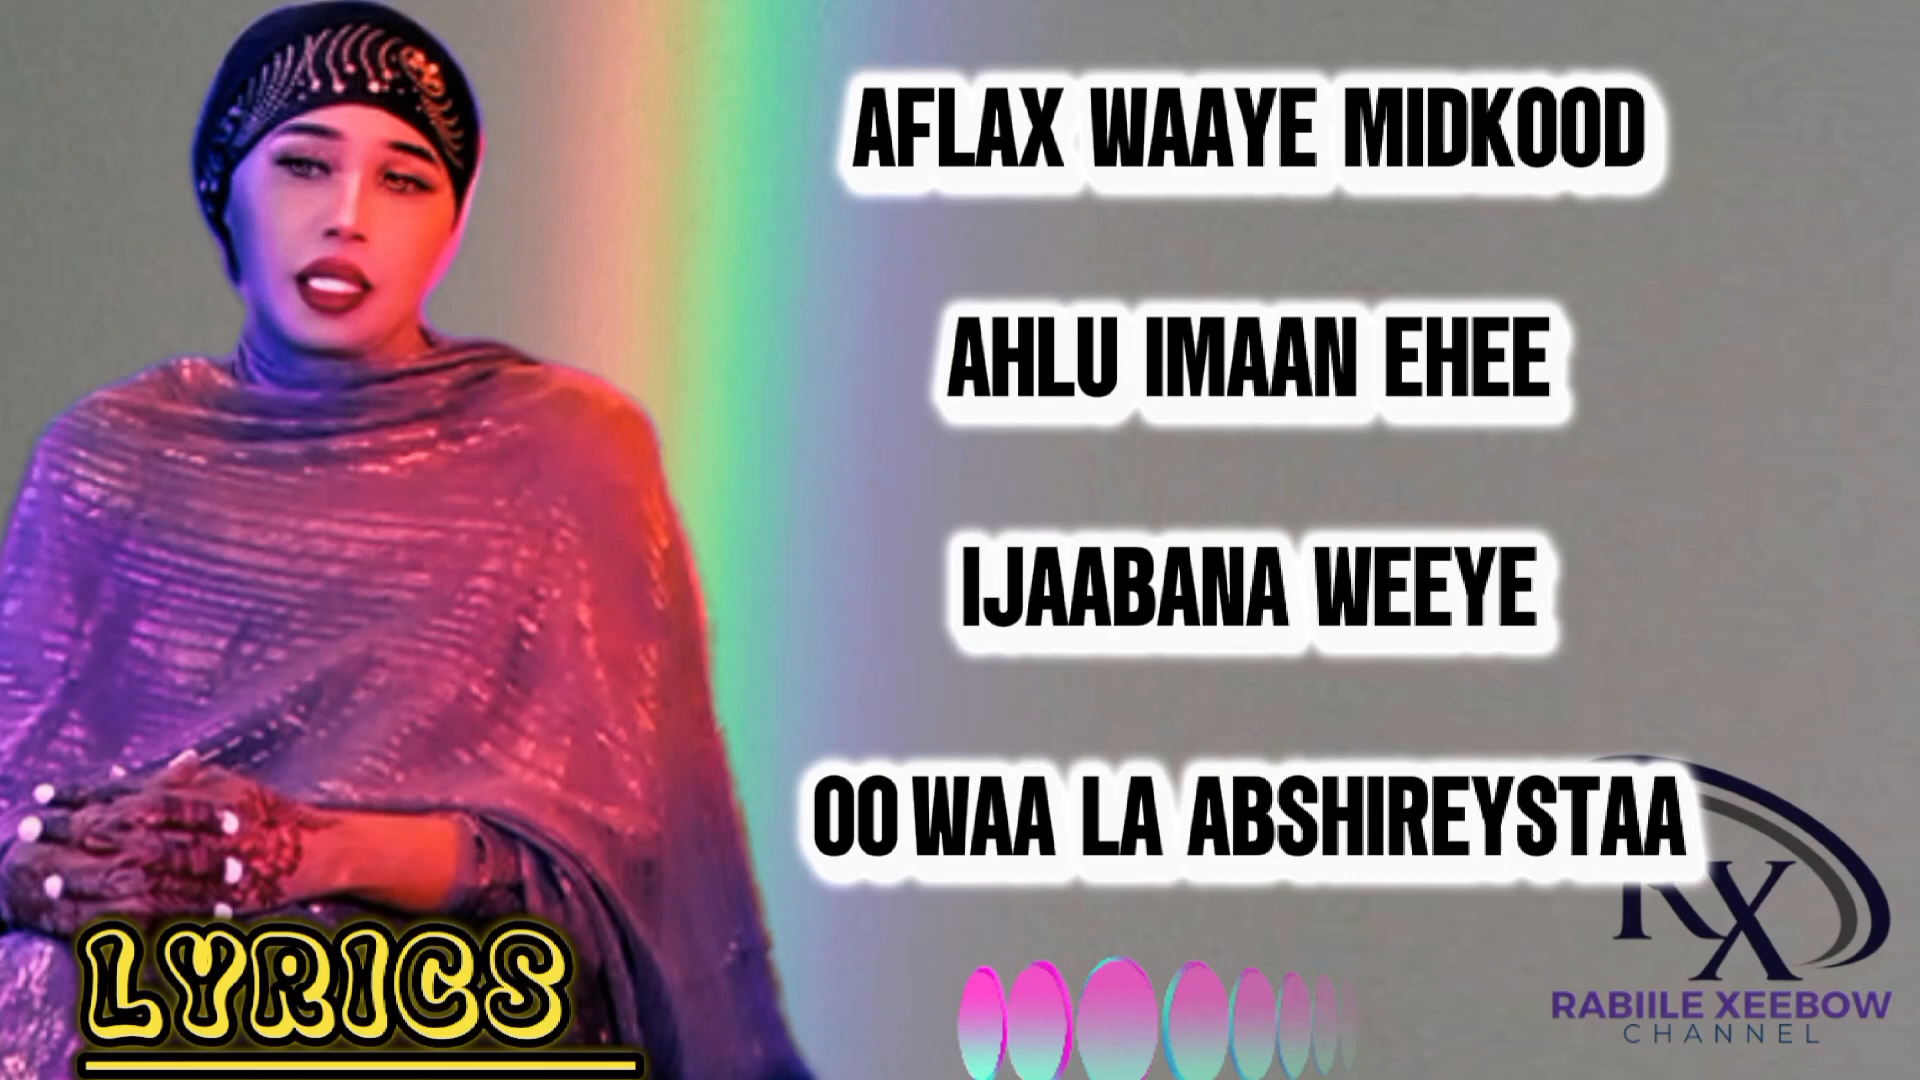 AFLAX WAAYE MIDKOOD
AHLU IMAAN EHEE
IJAABANA WEEYE
OO WAA LA ABSHIREYSTAA
LYRICS
RX
RABIILE XEEBOW
CHANNEL